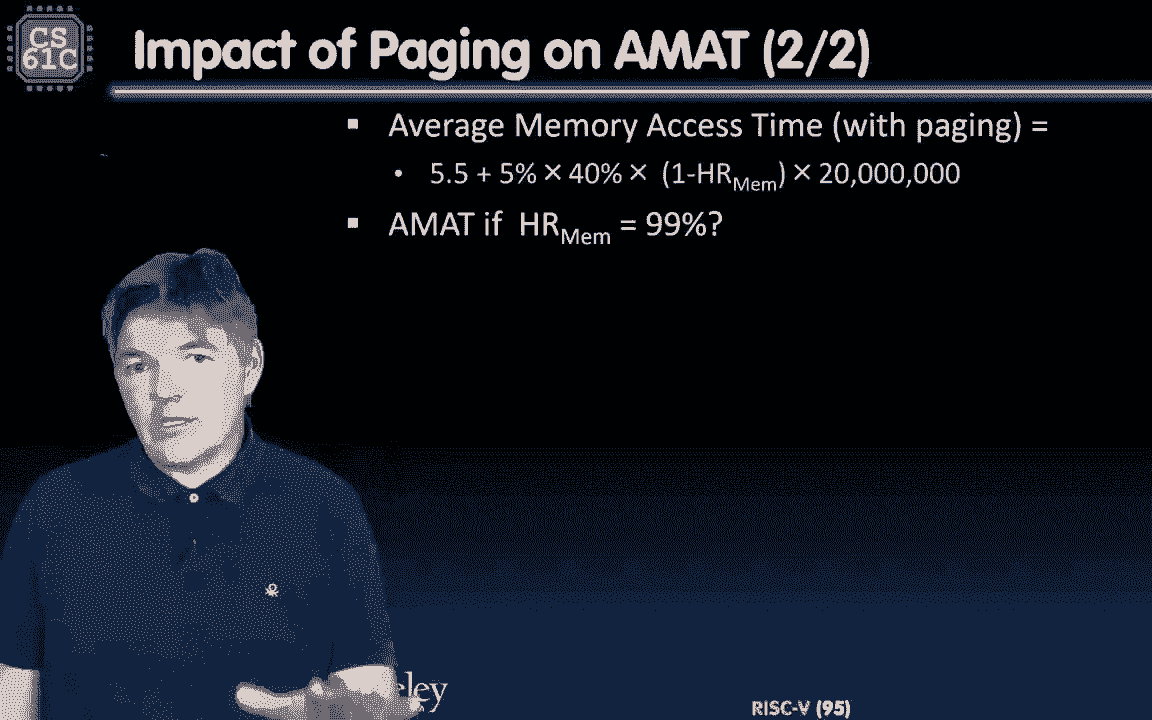 CS
61C
Impact of Paging on AMAT (2/2)
▪ Average Memory Access Time (with paging) =
• 5.5 + 5% × 40% × (1-HRMem) × 20,000,000
▪ AMAT if HRMem = 99%?
eley
RISC-V (95)